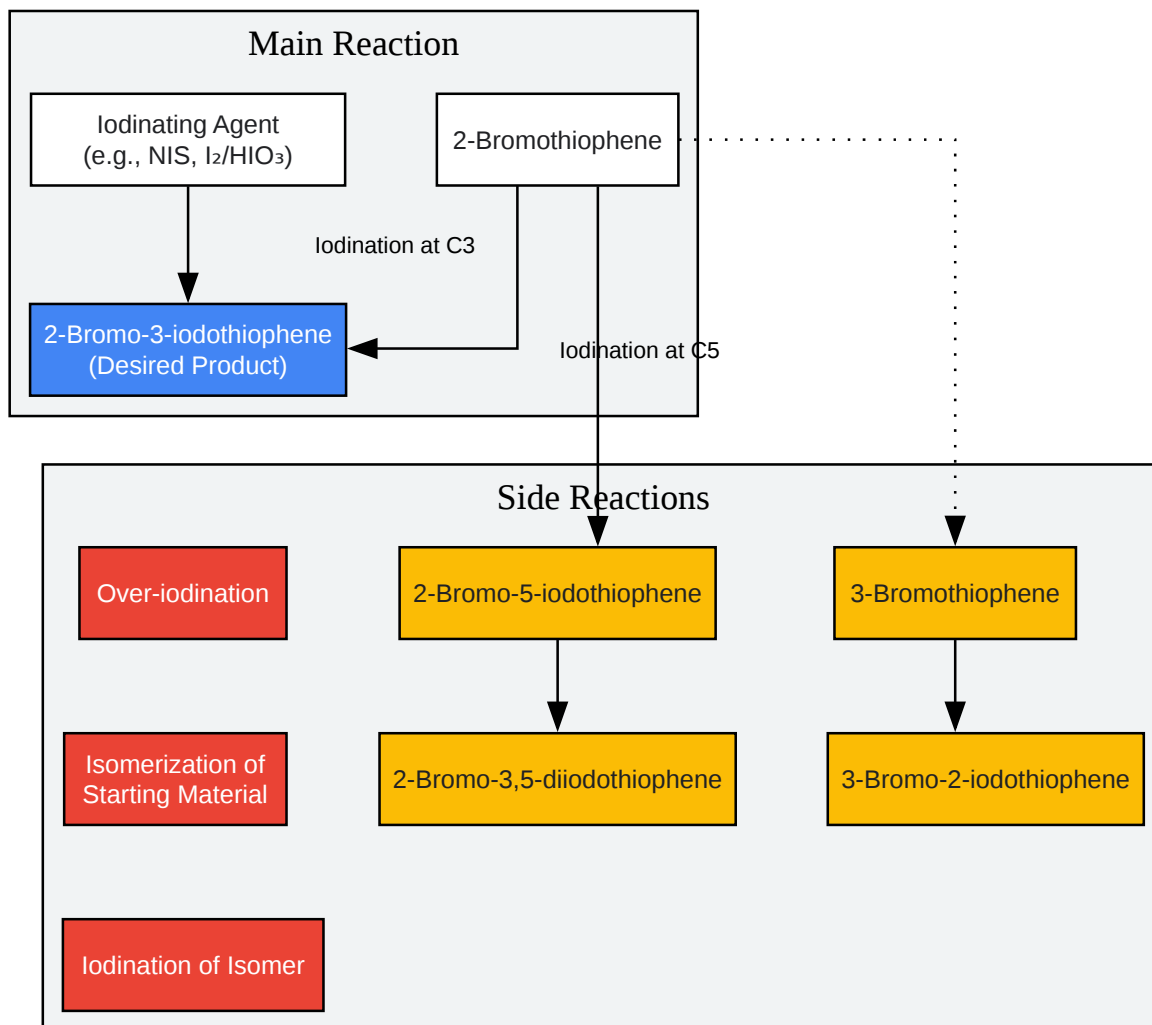 Main Reaction
Iodinating Agent
(e.g., NIS, I₂/HIO₃)
2-Bromothiophene
Iodination at C3
2-Bromo-3-iodothiophene
(Desired Product)
Iodination at C5
Side Reactions
Over-iodination
2-Bromo-5-iodothiophene
3-Bromothiophene
Isomerization of
Starting Material
2-Bromo-3,5-diiodothiophene
3-Bromo-2-iodothiophene
Iodination of Isomer